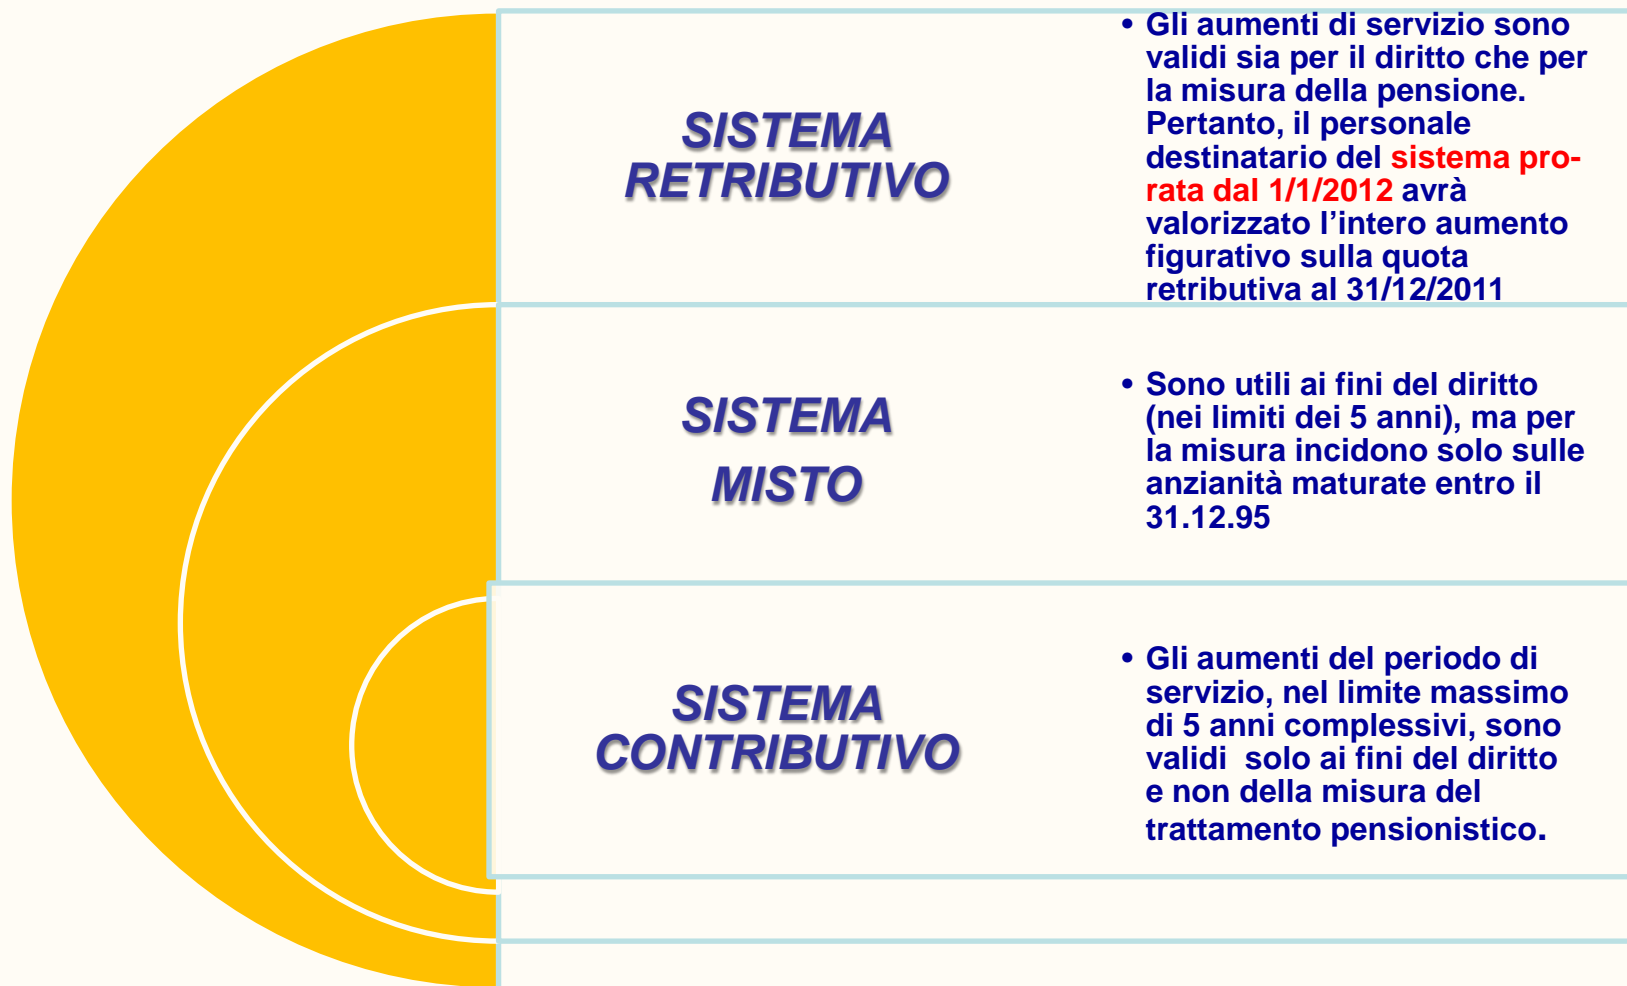 SISTEMA
RETRIBUTIVO
• Gli aumenti di servizio sono
validi sia per il diritto che per
la misura della pensione.
Pertanto, il personale
destinatario del sistema pro-
rata dal 1/1/2012 avrà
valorizzato l’intero aumento
figurativo sulla quota
retributiva al 31/12/2011
SISTEMA
MISTO
• Sono utili ai fini del diritto
(nei limiti dei 5 anni), ma per
la misura incidono solo sulle
anzianità maturate entro il
31.12.95
SISTEMA
CONTRIBUTIVO
• Gli aumenti del periodo di
servizio, nel limite massimo
di 5 anni complessivi, sono
validi  solo ai fini del diritto
e non della misura del
trattamento pensionistico.